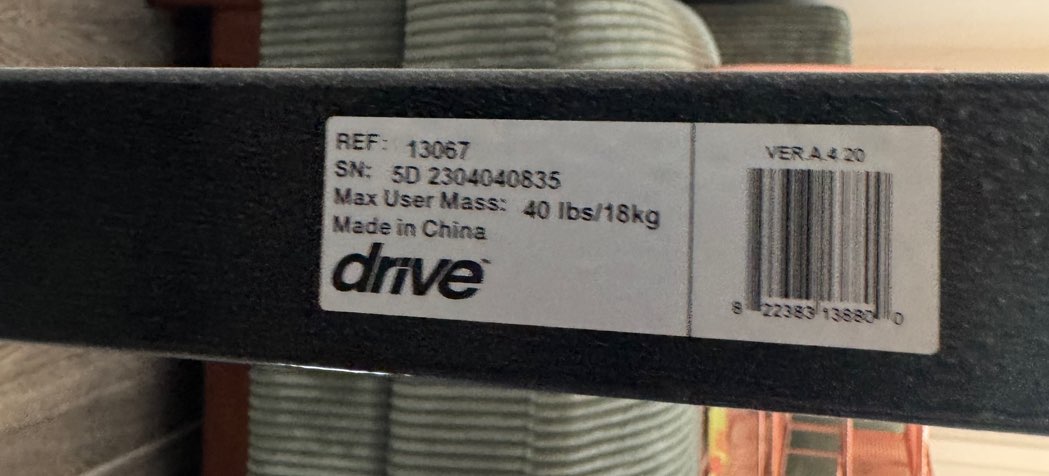 REF: 13067
SN: 5D 2304040835
Max User Mass: 40 lbs/18kg
Made in China
drive™
VER.A.4.20
8 22383 13680 0